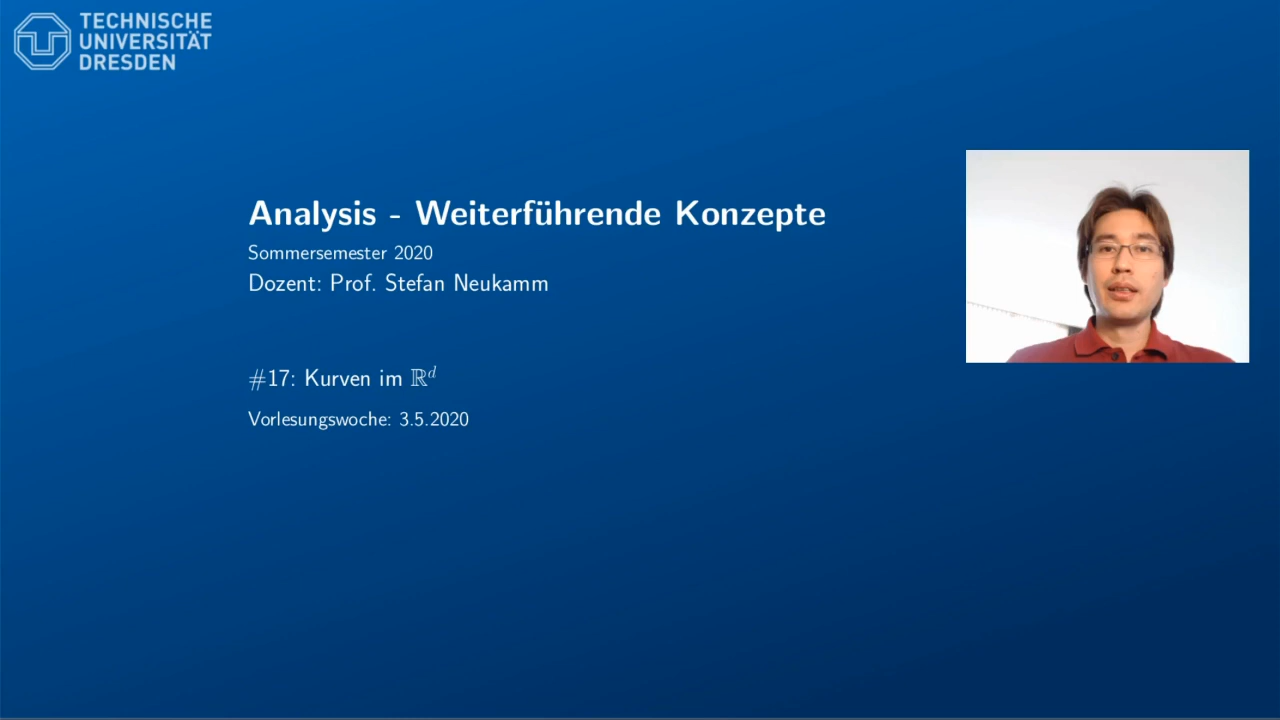 TECHNISCHE
UNIVERSITÄT
DRESDEN
Analysis - Weiterführende Konzepte
Sommersemester 2020
Dozent: Prof. Stefan Neukamm
#17: Kurven im ℝᵈ
Vorlesungswoche: 3.5.2020